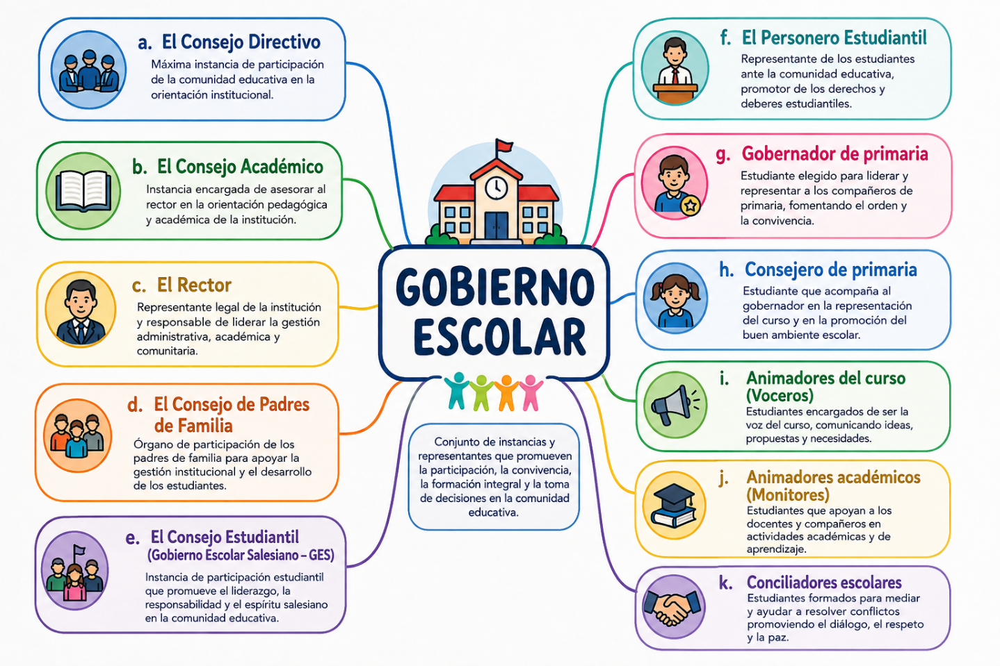 a. El Consejo Directivo
Máxima instancia de participación
de la comunidad educativa en la
orientación institucional.
b. El Consejo Académico
Instancia encargada de asesorar al
rector en la orientación pedagógica
y académica de la institución.
c. El Rector
Representante legal de la institución
y responsable de liderar la gestión
administrativa, académica y
comunitaria.
d. El Consejo de Padres
de Familia
Órgano de participación de los
padres de familia para apoyar la
gestión institucional y el desarrollo
de los estudiantes.
e. El Consejo Estudiantil
(Gobierno Escolar Salesiano – GES)
Instancia de participación estudiantil
que promueve el liderazgo, la
responsabilidad y el espíritu salesiano
en la comunidad educativa.
GOBIERNO
ESCOLAR
Conjunto de instancias y
representantes que promueven
la participación, la convivencia,
la formación integral y la toma
de decisiones en la comunidad
educativa.
f. El Personero Estudiantil
Representante de los estudiantes
ante la comunidad educativa,
promotor de los derechos y
deberes estudiantiles.
g. Gobernador de primaria
Estudiante elegido para liderar y
representar a los compañeros de
primaria, fomentando el orden y
la convivencia.
h. Consejero de primaria
Estudiante que acompaña al
gobernador en la representación
del curso y en la promoción del
buen ambiente escolar.
i. Animadores del curso
(Voceros)
Estudiantes encargados de ser la
voz del curso, comunicando ideas,
propuestas y necesidades.
j. Animadores académicos
(Monitores)
Estudiantes que apoyan a los
docentes y compañeros en
actividades académicas y de
aprendizaje.
k. Conciliadores escolares
Estudiantes formados para mediar
y ayudar a resolver conflictos
promoviendo el diálogo, el respeto
y la paz.